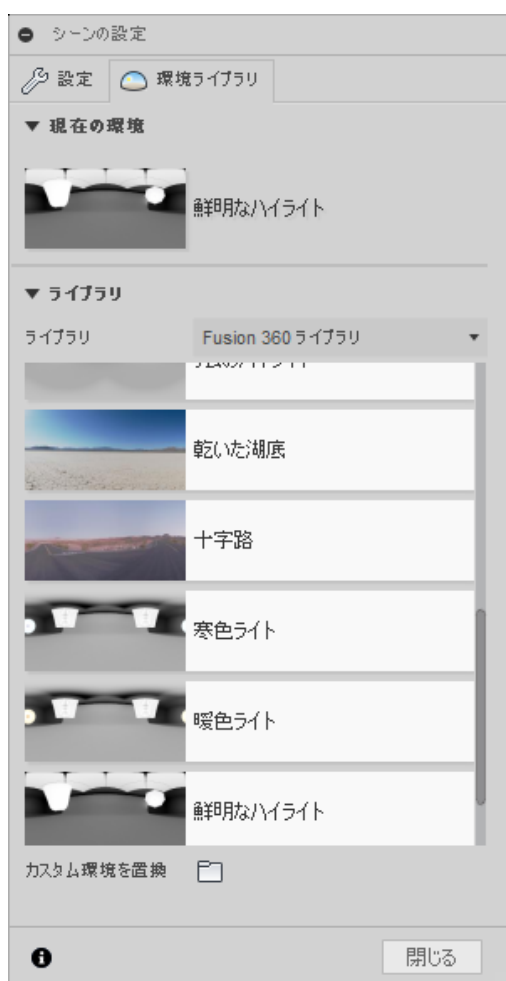 シーンの設定
設定 環境ライブラリ
▼ 現在の環境
鮮明なハイライト
▼ ライブラリ
ライブラリ Fusion 360 ライブラリ
乾いた湖底
十字路
寒色ライト
暖色ライト
鮮明なハイライト
カスタム環境を置換
閉じる